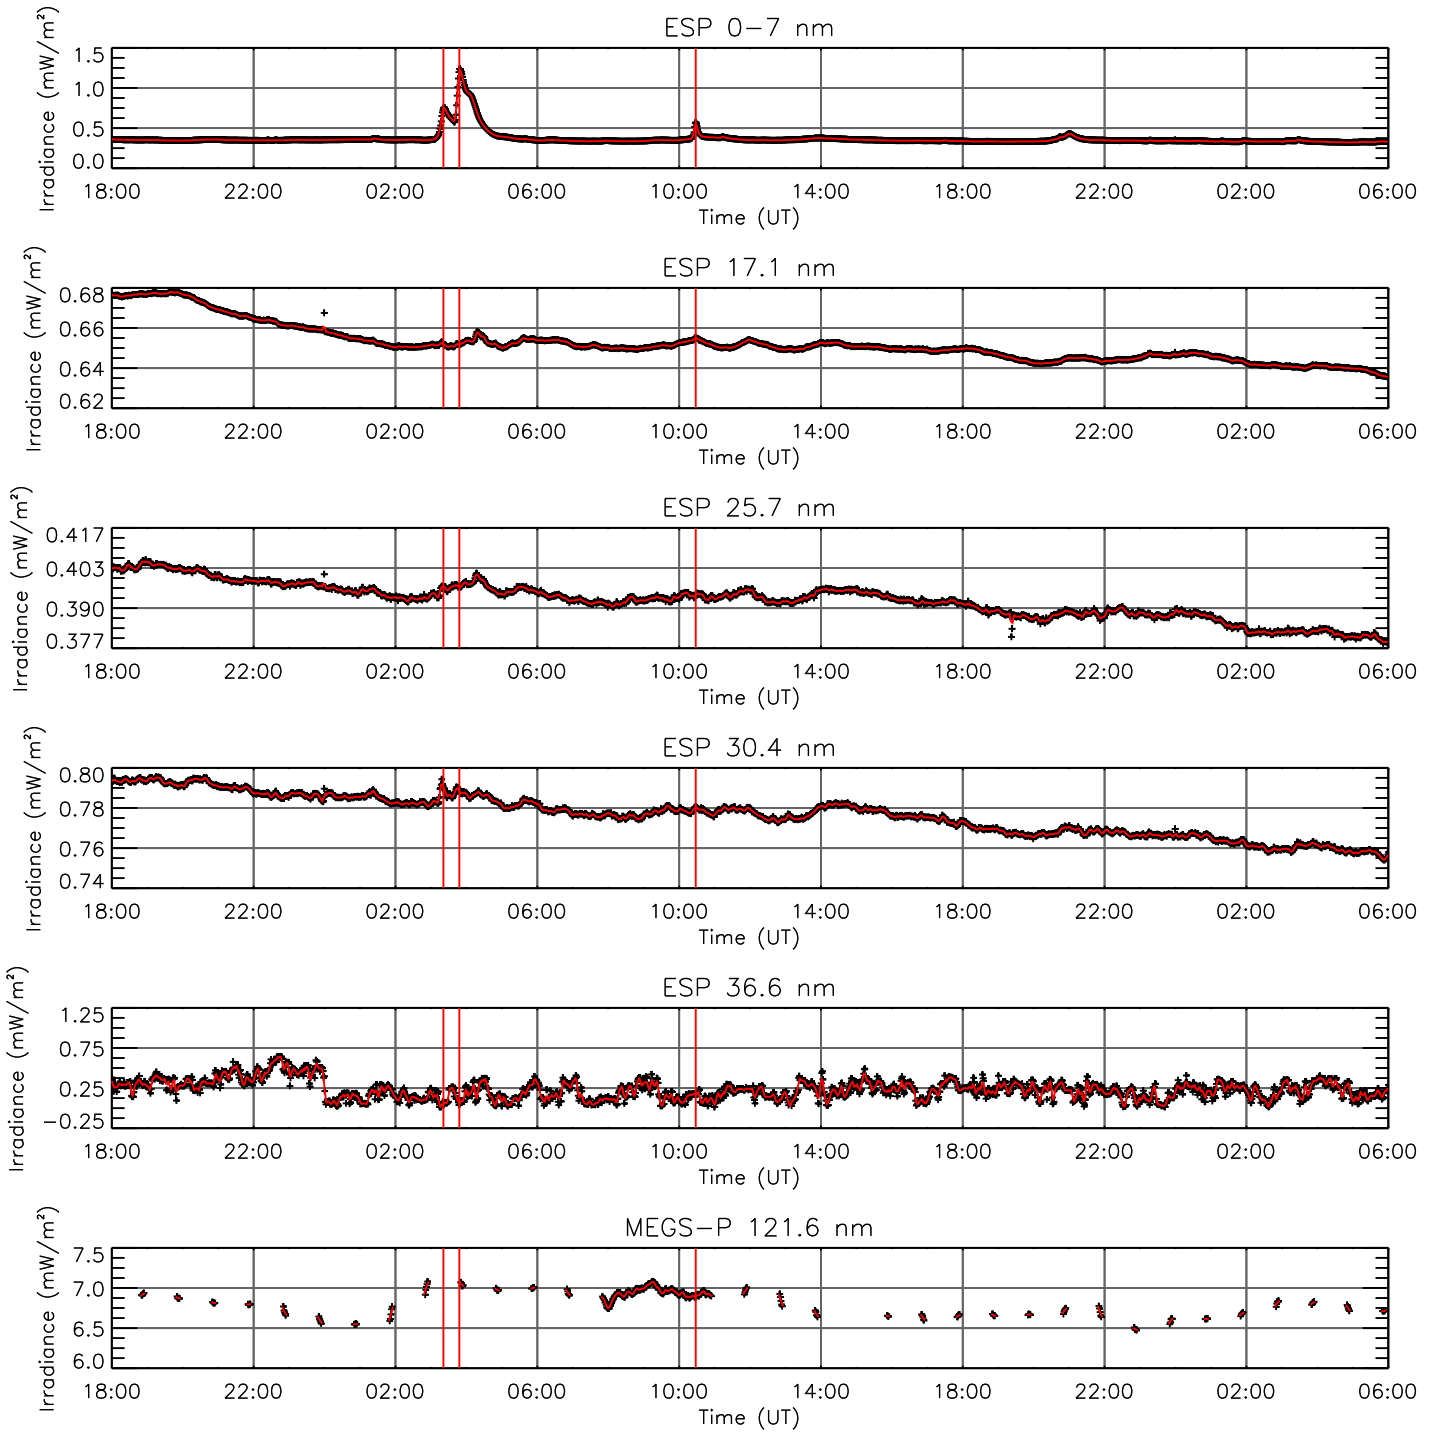 ESP 0-7 nm
Irradiance (mW/m²)
1.5
1.0
0.5
0.0
18:00 22:00 02:00 06:00 10:00 14:00 18:00 22:00 02:00 06:00
Time (UT)
ESP 17.1 nm
Irradiance (mW/m²)
0.68
0.66
0.64
0.62
18:00 22:00 02:00 06:00 10:00 14:00 18:00 22:00 02:00 06:00
Time (UT)
ESP 25.7 nm
Irradiance (mW/m²)
0.417
0.403
0.390
0.377
18:00 22:00 02:00 06:00 10:00 14:00 18:00 22:00 02:00 06:00
Time (UT)
ESP 30.4 nm
Irradiance (mW/m²)
0.80
0.78
0.76
0.74
18:00 22:00 02:00 06:00 10:00 14:00 18:00 22:00 02:00 06:00
Time (UT)
ESP 36.6 nm
Irradiance (mW/m²)
1.25
0.75
0.25
-0.25
18:00 22:00 02:00 06:00 10:00 14:00 18:00 22:00 02:00 06:00
Time (UT)
MEGS-P 121.6 nm
Irradiance (mW/m²)
7.5
7.0
6.5
6.0
18:00 22:00 02:00 06:00 10:00 14:00 18:00 22:00 02:00 06:00
Time (UT)